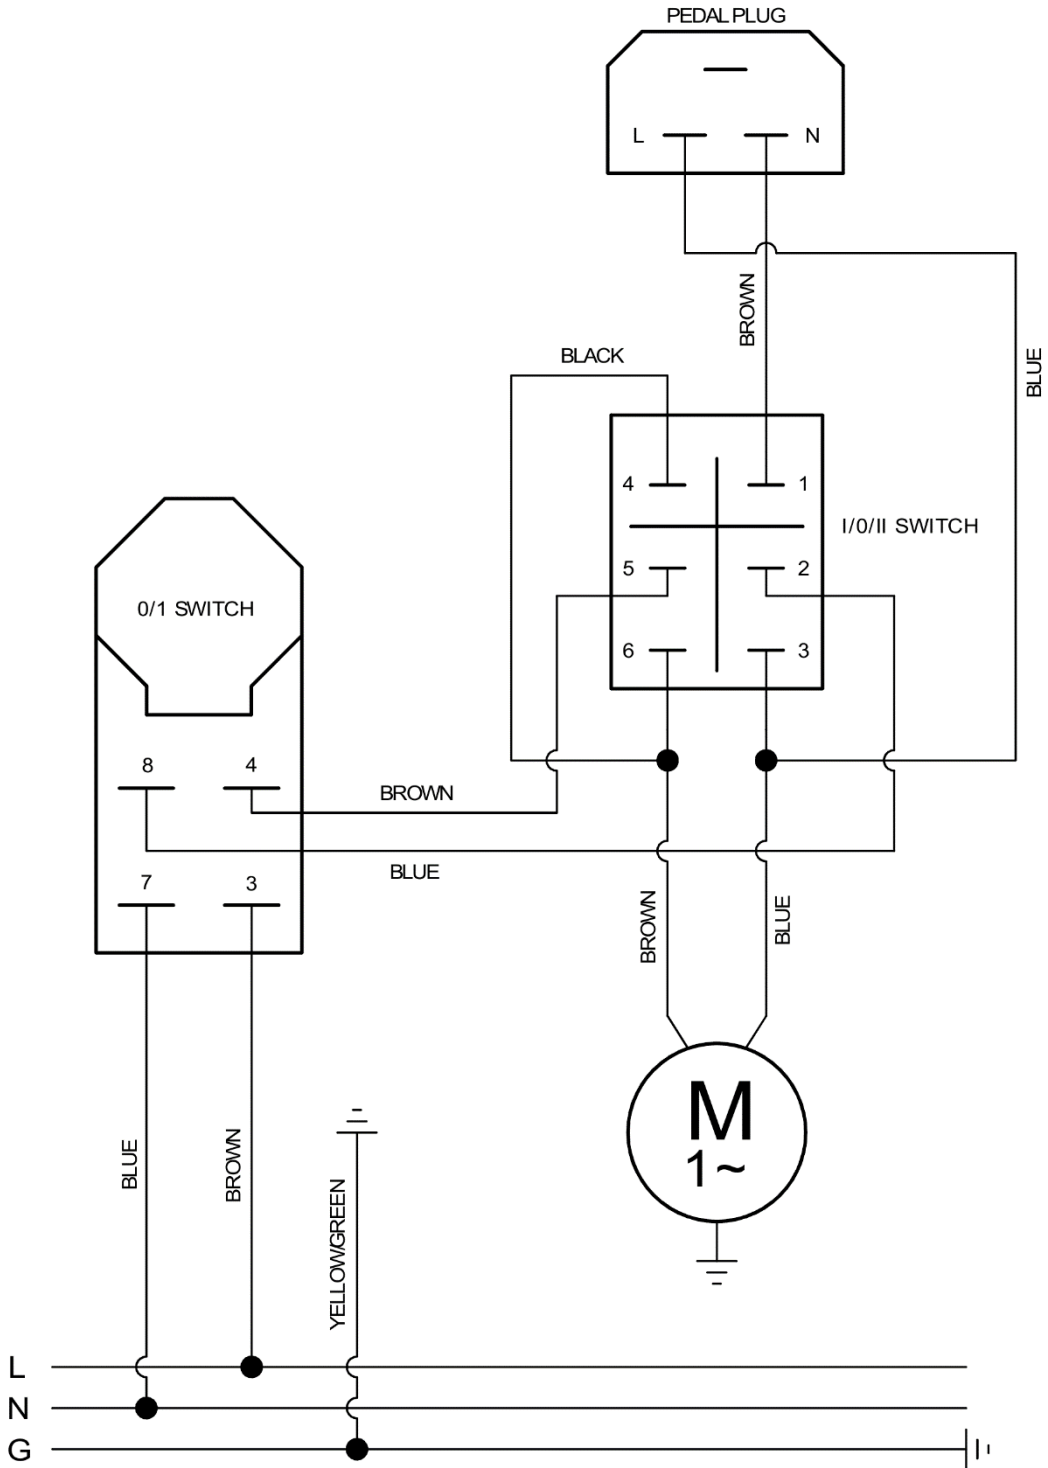 PEDAL PLUG
L N
BROWN
BLUE
BLACK
4 1
I/0/II SWITCH
5 2
6 3
0/1 SWITCH
8 4
BROWN
BLUE
7 3
BROWN
BLUE
M
1~
BLUE
BROWN
YELLOW/GREEN
L
N
G